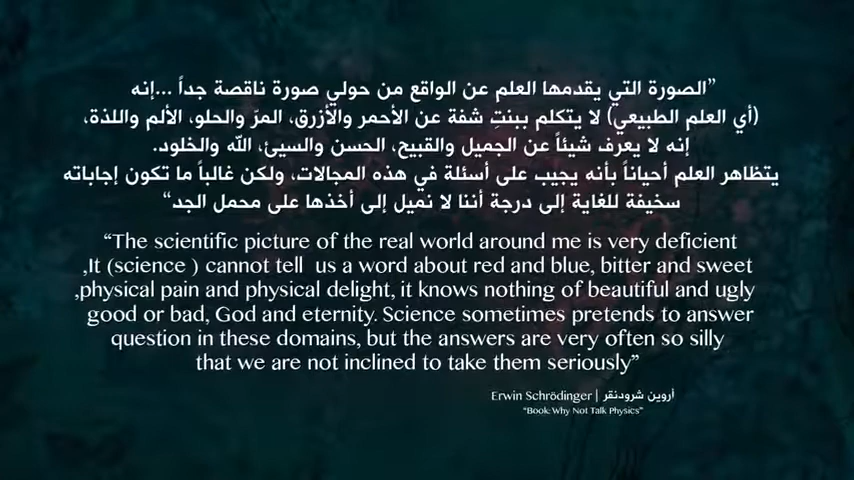 ”الصورة التي يقدمها العلم عن الواقع من حولي صورة ناقصة جداً ...إنه
(أي العلم الطبيعي) لا يتكلم ببنتِ شفة عن الأحمر والأزرق، المرّ والحلو، الألم واللذة،
إنه لا يعرف شيئاً عن الجميل والقبيح، الحسن والسيئ، الله والخلود.
يتظاهر العلم أحياناً بأنه يجيب على أسئلة في هذه المجالات، ولكن غالباً ما تكون إجاباته
سخيفة للغاية إلى درجة أننا لا نميل إلى أخذها على محمل الجد“
“The scientific picture of the real world around me is very deficient
,It (science ) cannot tell us a word about red and blue, bitter and sweet
,physical pain and physical delight, it knows nothing of beautiful and ugly
good or bad, God and eternity. Science sometimes pretends to answer
question in these domains, but the answers are very often so silly
that we are not inclined to take them seriously”
Erwin Schrödinger | أروين شرودنقر
“Book: Why Not Talk Physics”